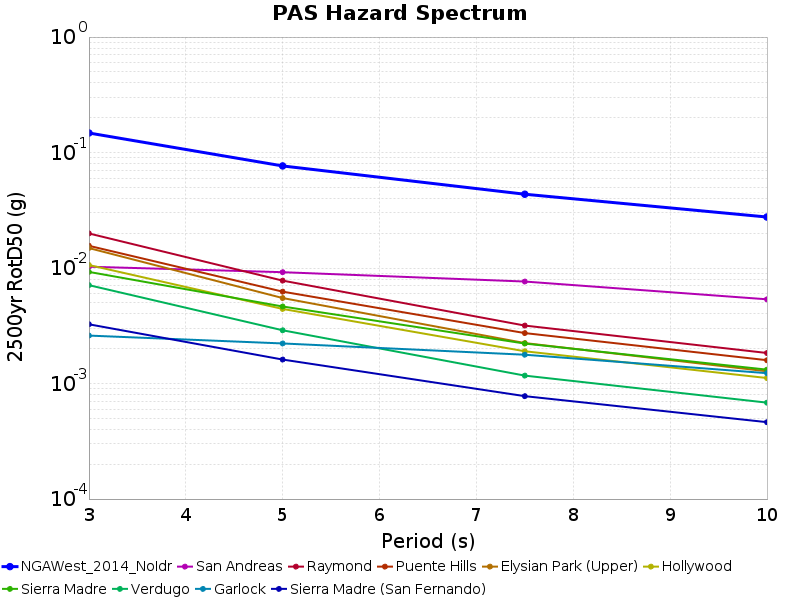 PAS Hazard Spectrum
2500yr RotD50 (g)
10^0
10^-1
10^-2
10^-3
10^-4
3 4 5 6 7 8 9 10
Period (s)
NGAWest_2014_NoIdr San Andreas Raymond Puente Hills Elysian Park (Upper) Hollywood
Sierra Madre Verdugo Garlock Sierra Madre (San Fernando)